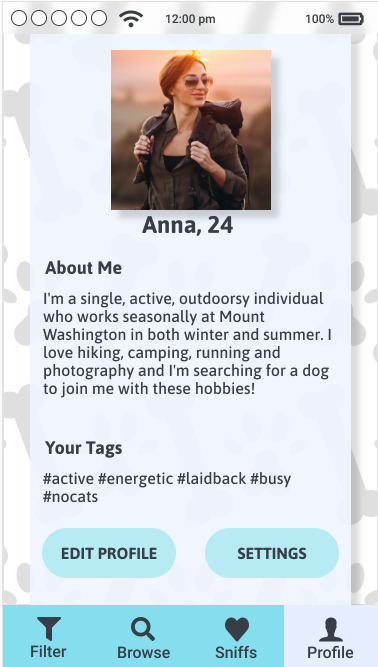 12:00 pm
100%
Anna, 24
About Me
I'm a single, active, outdoorsy individual
who works seasonally at Mount
Washington in both winter and summer. I
love hiking, camping, running and
photography and I'm searching for a dog
to join me with these hobbies!
Your Tags
#active #energetic #laidback #busy
#nocats
EDIT PROFILE
SETTINGS
Filter
Browse
Sniffs
Profile